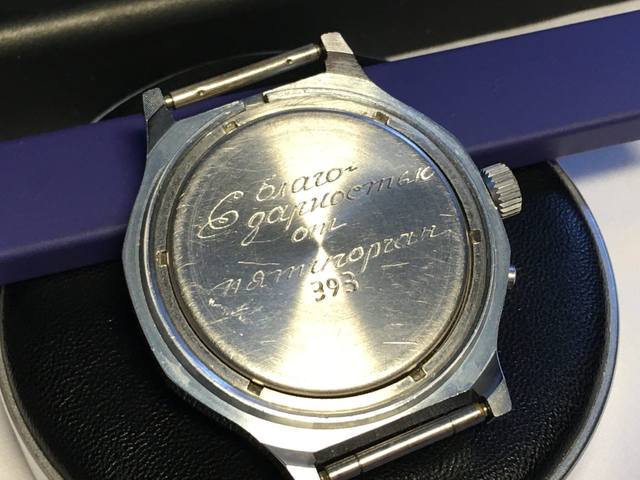 С благо-
дарностью
от
пятигорчан
393